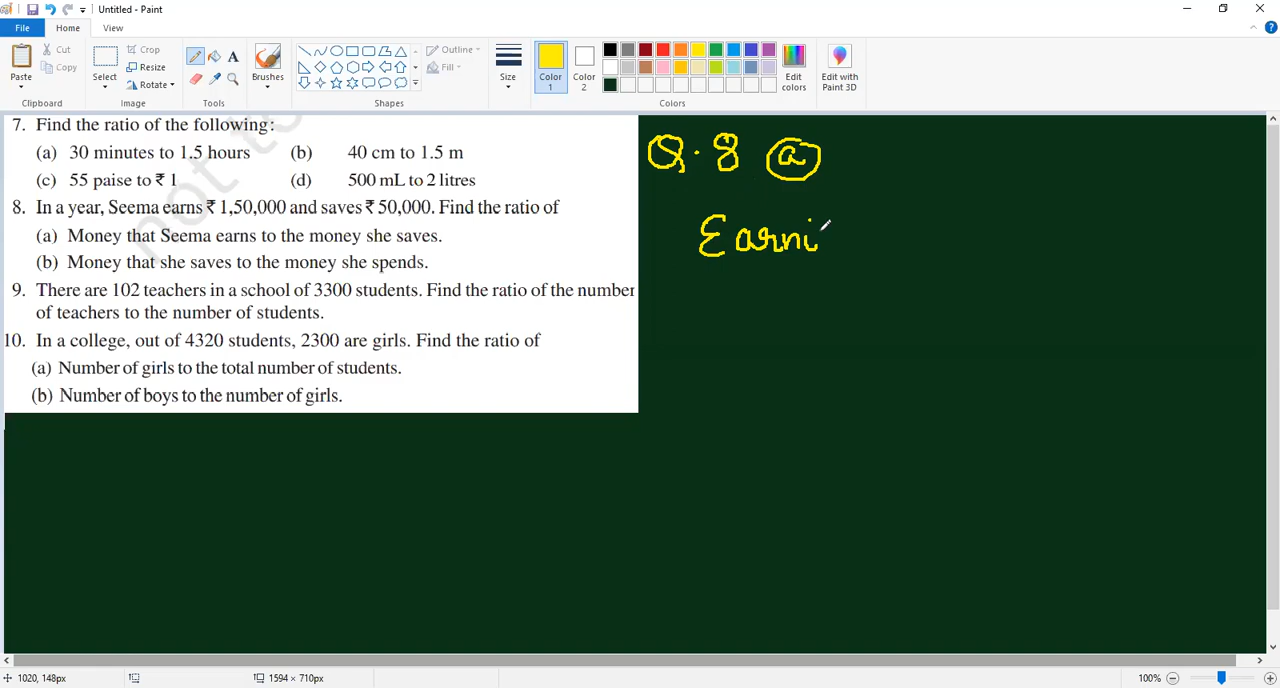 Untitled - Paint
File Home View
Paste
Cut
Copy
Clipboard
Select
Crop
Resize
Rotate
Image
A
Tools
Brushes
Shapes
Outline
Fill
Size
Color 1
Color 2
Colors
Edit colors
Edit with Paint 3D
7. Find the ratio of the following:
(a) 30 minutes to 1.5 hours (b) 40 cm to 1.5 m
(c) 55 paise to ₹ 1 (d) 500 mL to 2 litres
8. In a year, Seema earns ₹ 1,50,000 and saves ₹ 50,000. Find the ratio of
(a) Money that Seema earns to the money she saves.
(b) Money that she saves to the money she spends.
9. There are 102 teachers in a school of 3300 students. Find the ratio of the number
of teachers to the number of students.
10. In a college, out of 4320 students, 2300 are girls. Find the ratio of
(a) Number of girls to the total number of students.
(b) Number of boys to the number of girls.
not to
Q. 8 (a)
Earni
1020, 148px 1594 × 710px 100%